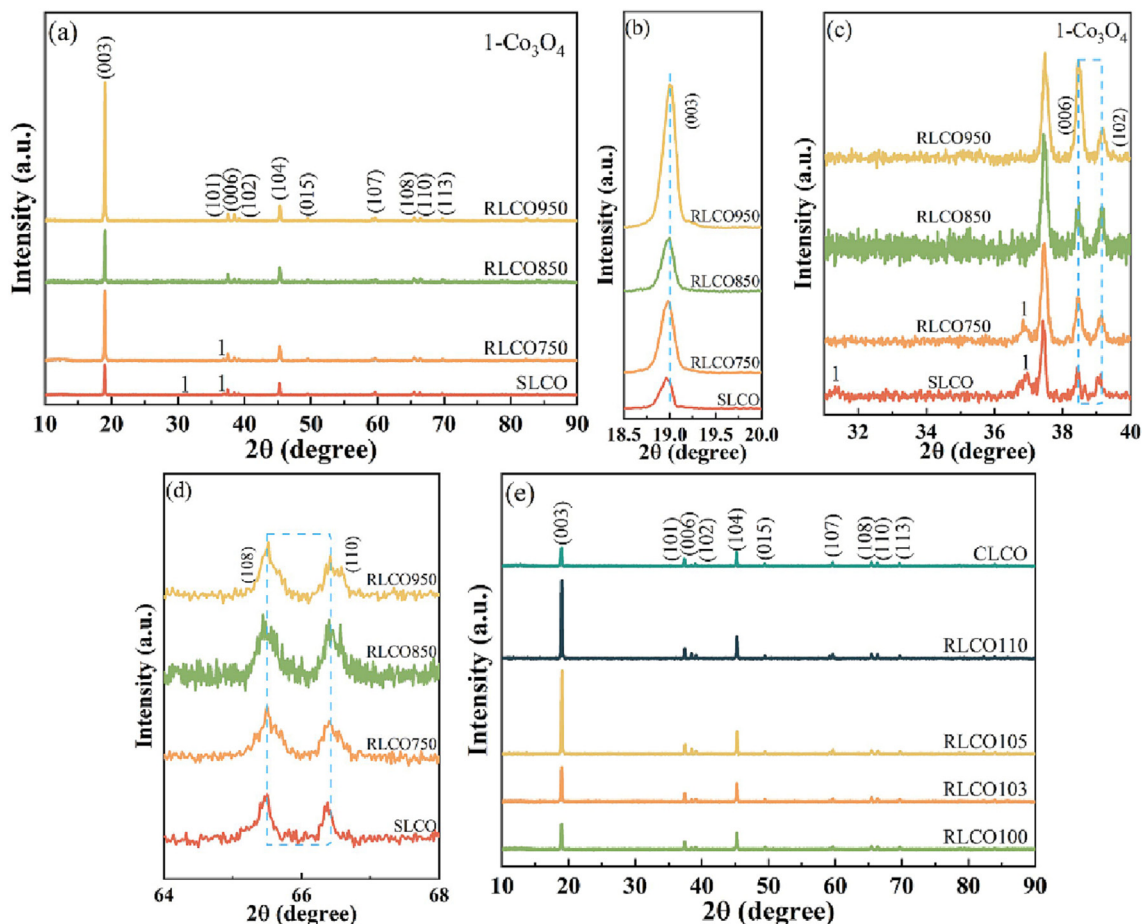 (a)
1-Co₃O₄
(003)
(101)
(006)
(102)
(104)
(015)
(107)
(108)
(110)
(113)
RLCO950
RLCO850
1
RLCO750
1
1
SLCO
Intensity (a.u.)
10 20 30 40 50 60 70 80 90
2θ (degree)
(b)
(003)
RLCO950
RLCO850
RLCO750
SLCO
Intensity (a.u.)
18.5 19.0 19.5 20.0
2θ (degree)
(c)
1-Co₃O₄
(006)
(102)
RLCO950
RLCO850
1
RLCO750
1
1
SLCO
Intensity (a.u.)
32 34 36 38 40
2θ (degree)
(d)
(108)
(110)
RLCO950
RLCO850
RLCO750
SLCO
Intensity (a.u.)
64 66 68
2θ (degree)
(e)
(003)
(101)
(006)
(102)
(104)
(015)
(107)
(108)
(110)
(113)
CLCO
RLCO110
RLCO105
RLCO103
RLCO100
Intensity (a.u.)
10 20 30 40 50 60 70 80 90
2θ (degree)